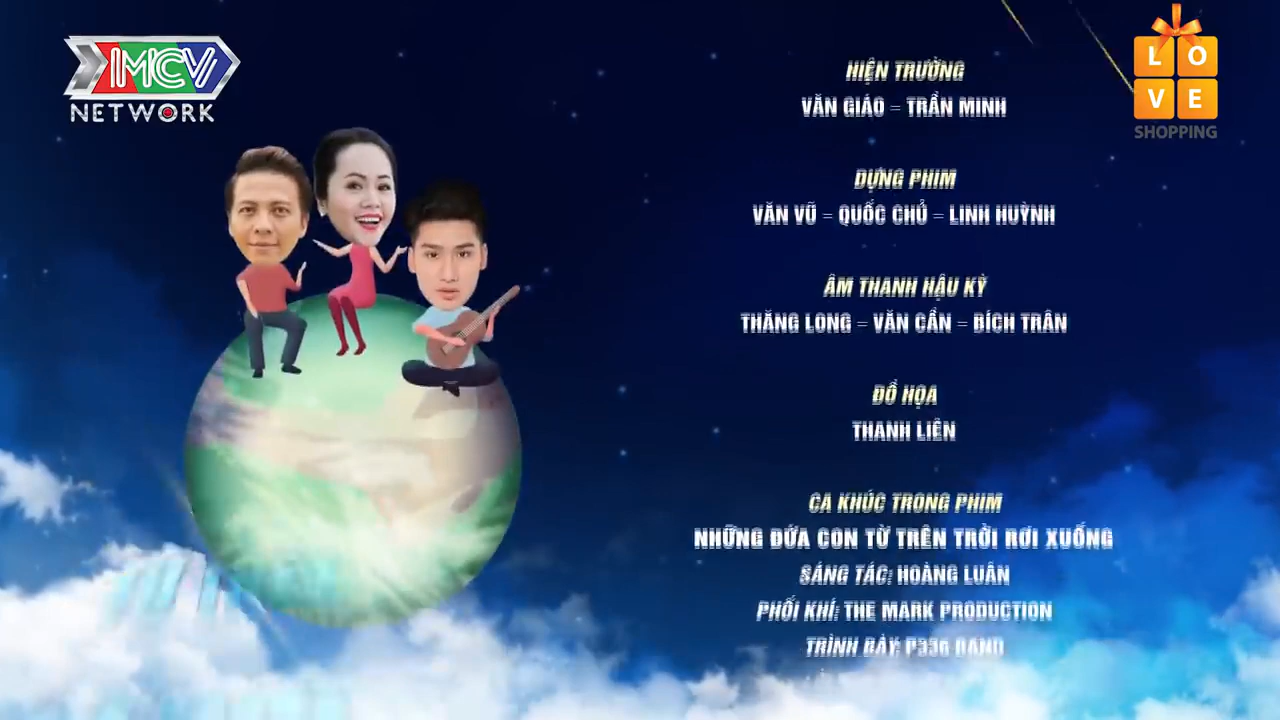 MCV
NETWORK
LOVE
SHOPPING
HIỆN TRƯỜNG
VĂN GIÁO - TRẦN MINH
DỰNG PHIM
VĂN VŨ - QUỐC CHỦ - LINH HUỲNH
ÂM THANH HẬU KỲ
THĂNG LONG - VĂN CẦN - BÍCH TRÂN
ĐỒ HỌA
THANH LIÊN
CA KHÚC TRONG PHIM
NHỮNG ĐỨA CON TỪ TRÊN TRỜI RƠI XUỐNG
SÁNG TÁC: HOÀNG LUÂN
PHỐI KHÍ: THE MARK PRODUCTION
TRÌNH BÀY: P336 BAND